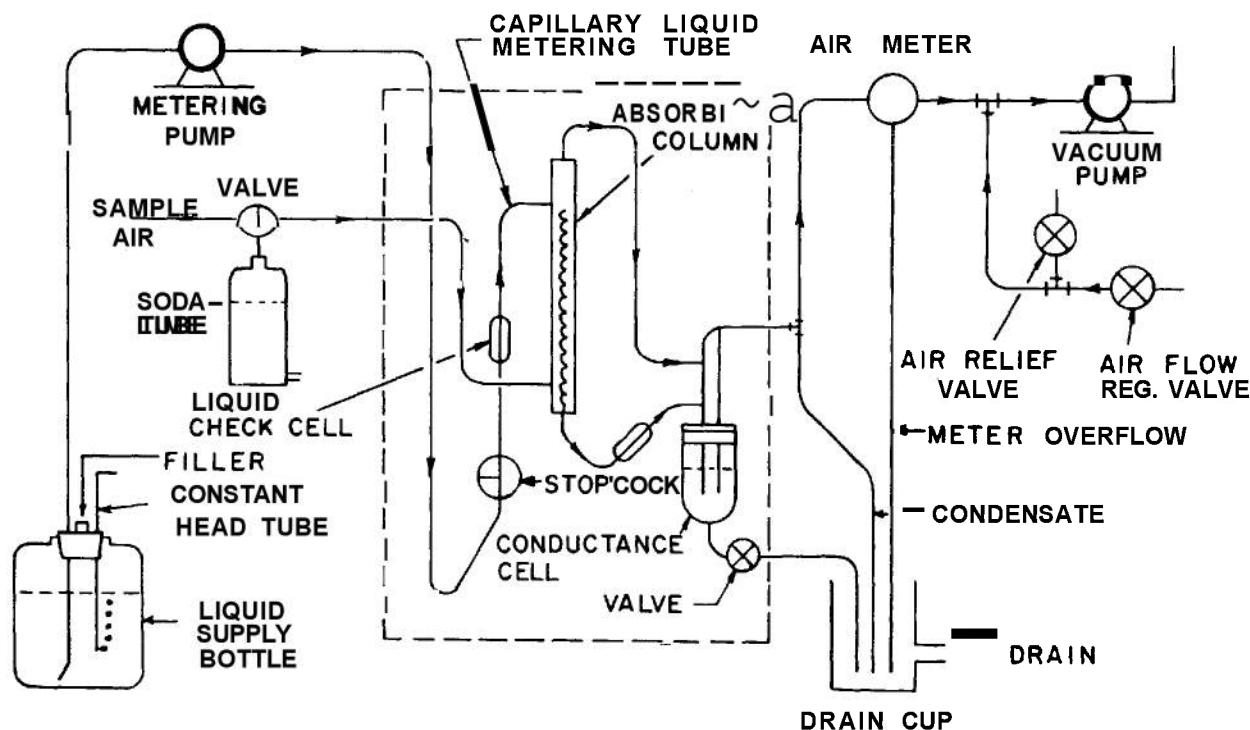 CAPILLARY LIQUID
METERING TUBE
AIR METER
METERING
PUMP
ABSORBI ~a
COLUMN
VACUUM
PUMP
VALVE
SAMPLE
AIR
SODA
AIR RELIEF
VALVE
AIR FLOW
REG. VALVE
LIQUID
CHECK CELL
METER OVERFLOW
FILLER
STOP'COCK
CONSTANT
HEAD TUBE
CONDENSATE
CONDUCTANCE
CELL
VALVE
LIQUID
SUPPLY
BOTTLE
DRAIN
DRAIN CUP